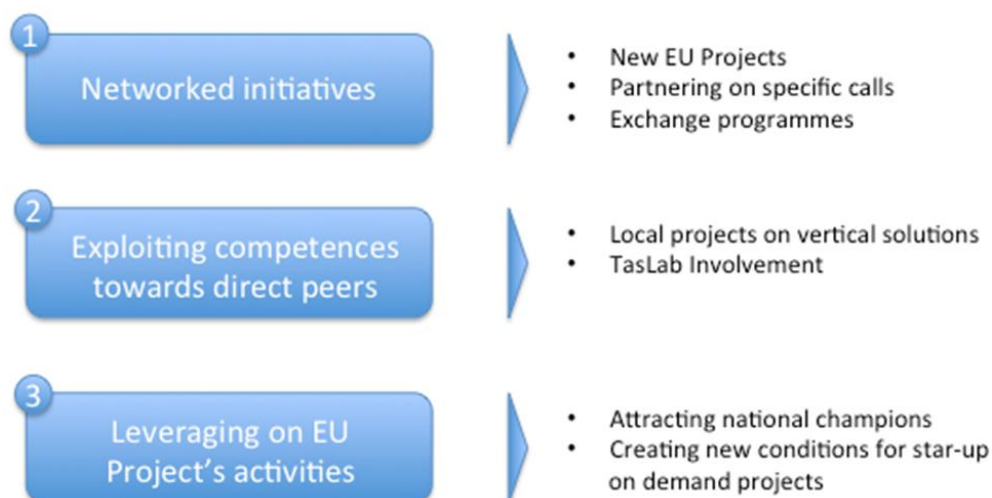 1
Networked initiatives
• New EU Projects
• Partnering on specific calls
• Exchange programmes
2
Exploiting competences
towards direct peers
• Local projects on vertical solutions
• TasLab Involvement
3
Leveraging on EU
Project's activities
• Attracting national champions
• Creating new conditions for star-up
on demand projects